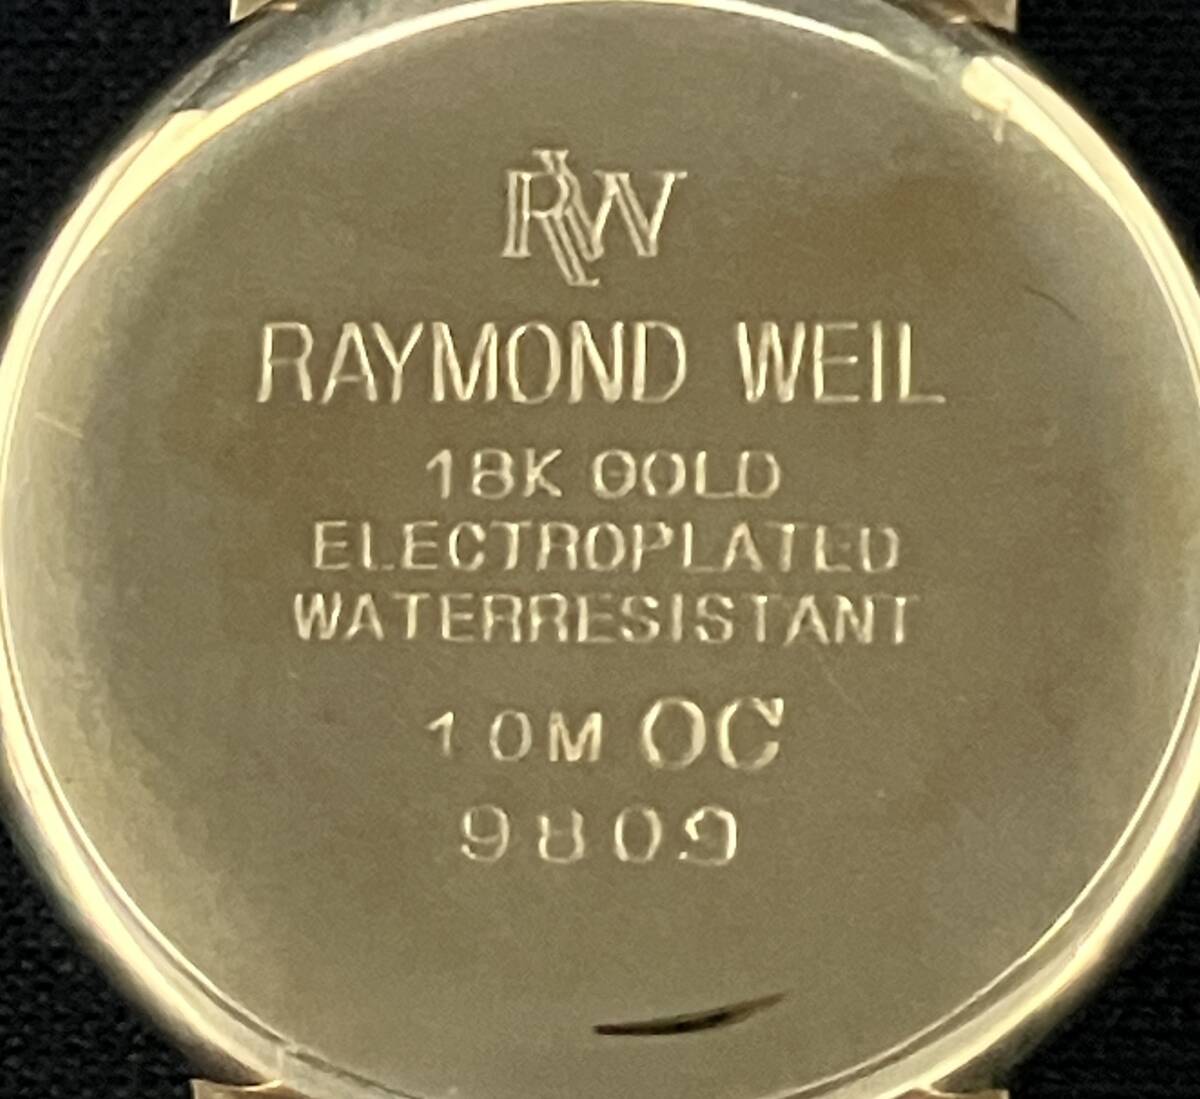 RW
RAYMOND WEIL
18K GOLD
ELECTROPLATED
WATERRESISTANT
10M OC
9809